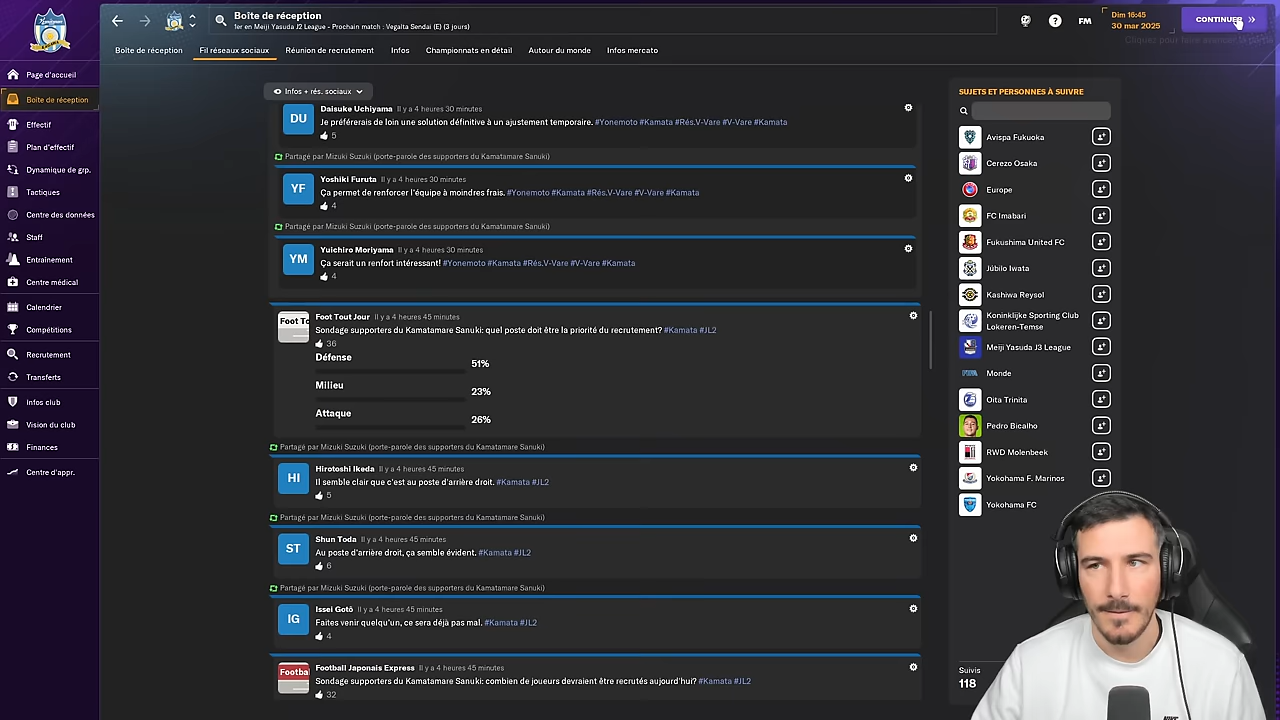 Boîte de réception
1er en Meiji Yasuda J2 League - Prochain match : Vegalta Sendai (E) (3 jours)
FM
Dim 16:45
30 mar 2025
CONTINUER
Boîte de réception
Fil réseaux sociaux
Réunion de recrutement
Infos
Championnats en détail
Autour du monde
Infos mercato
Page d'accueil
Boîte de réception
Effectif
Plan d'effectif
Dynamique de grp.
Tactiques
Centre des données
Staff
Entraînement
Centre médical
Calendrier
Compétitions
Recrutement
Transferts
Infos club
Vision du club
Finances
Centre d'appr.
Infos + rés. sociaux
DU
Daisuke Uchiyama Il y a 4 heures 30 minutes
Je préférerais de loin une solution définitive à un ajustement temporaire. #Yonemoto #Kamata #Rés.V-Vare #V-Vare #Kamata
5
Partagé par Mizuki Suzuki (porte-parole des supporters du Kamatamare Sanuki)
YF
Yoshiki Furuta Il y a 4 heures 30 minutes
Ça permet de renforcer l'équipe à moindres frais. #Yonemoto #Kamata #Rés.V-Vare #V-Vare #Kamata
4
Partagé par Mizuki Suzuki (porte-parole des supporters du Kamatamare Sanuki)
YM
Yuichiro Moriyama Il y a 4 heures 30 minutes
Ça serait un renfort intéressant! #Yonemoto #Kamata #Rés.V-Vare #V-Vare #Kamata
4
Foot Tout Jour Il y a 4 heures 45 minutes
Sondage supporters du Kamatamare Sanuki: quel poste doit être la priorité du recrutement? #Kamata #JL2
36
Défense
51%
Milieu
23%
Attaque
26%
Partagé par Mizuki Suzuki (porte-parole des supporters du Kamatamare Sanuki)
HI
Hirotoshi Ikeda Il y a 4 heures 45 minutes
Il semble clair que c'est au poste d'arrière droit. #Kamata #JL2
5
Partagé par Mizuki Suzuki (porte-parole des supporters du Kamatamare Sanuki)
ST
Shun Toda Il y a 4 heures 45 minutes
Au poste d'arrière droit, ça semble évident. #Kamata #JL2
6
Partagé par Mizuki Suzuki (porte-parole des supporters du Kamatamare Sanuki)
IG
Issei Gotō Il y a 4 heures 45 minutes
Faites venir quelqu'un, ce sera déjà pas mal. #Kamata #JL2
4
Footba
Football Japonais Express Il y a 4 heures 45 minutes
Sondage supporters du Kamatamare Sanuki: combien de joueurs devraient être recrutés aujourd'hui? #Kamata #JL2
32
SUJETS ET PERSONNES À SUIVRE
Avispa Fukuoka
Cerezo Osaka
Europe
FC Imabari
Fukushima United FC
Júbilo Iwata
Kashiwa Reysol
Koninklijke Sporting Club
Lokeren-Temse
Meiji Yasuda J3 League
Monde
Oita Trinita
Pedro Bicalho
RWD Molenbeek
Yokohama F. Marinos
Yokohama FC
Suivis
118